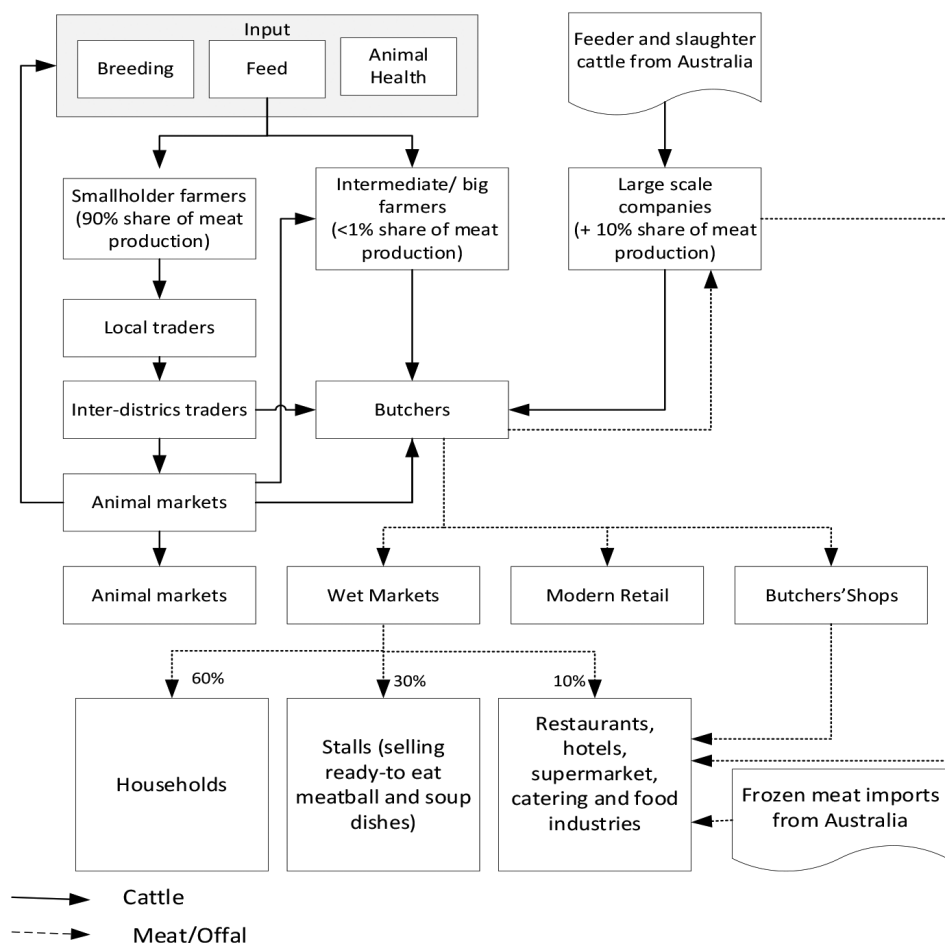 Input
Breeding
Feed
Animal
Health
Feeder and slaughter
cattle from Australia
Smallholder farmers
(90% share of meat
production)
Intermediate/ big
farmers
(<1% share of meat
production)
Large scale
companies
(+ 10% share of meat
production)
Local traders
Inter-districs traders
Butchers
Animal markets
Animal markets
Wet Markets
Modern Retail
Butchers'Shops
60%
30%
10%
Households
Stalls (selling
ready-to eat
meatball and soup
dishes)
Restaurants,
hotels,
supermarket,
catering and food
industries
Frozen meat imports
from Australia
Cattle
Meat/Offal